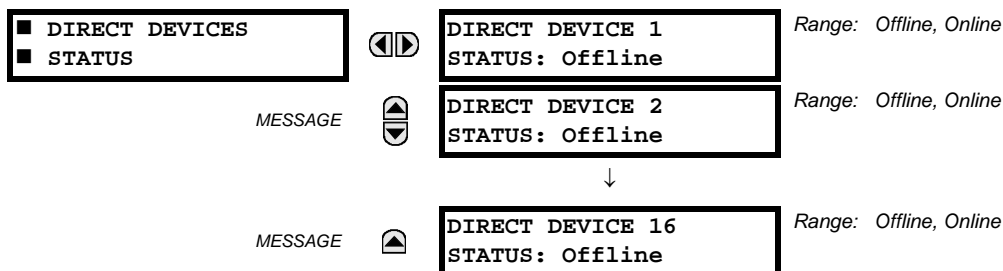 ■ DIRECT DEVICES
■ STATUS
DIRECT DEVICE 1
STATUS: Offline
Range: Offline, Online
MESSAGE
DIRECT DEVICE 2
STATUS: Offline
Range: Offline, Online
↓
MESSAGE
DIRECT DEVICE 16
STATUS: Offline
Range: Offline, Online